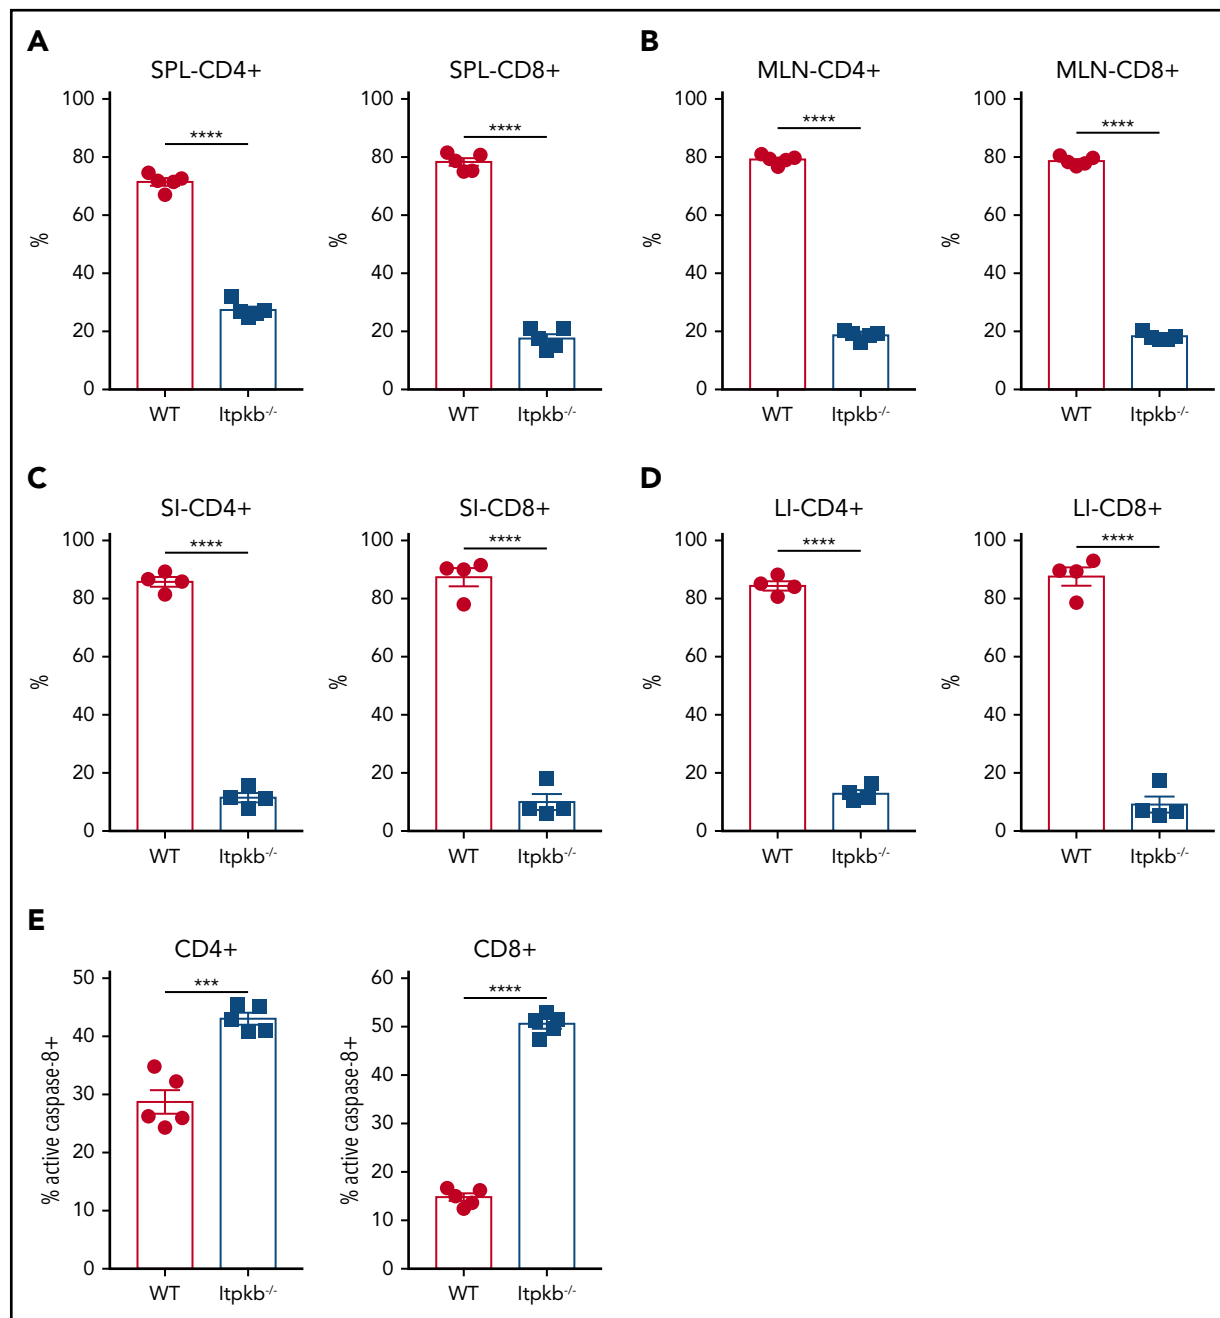 A
B
SPL-CD4+
SPL-CD8+
MLN-CD4+
MLN-CD8+
100
80
60
40
20
0
%
****
WT
Itpkb-/-
100
80
60
40
20
0
%
****
WT
Itpkb-/-
100
80
60
40
20
0
%
****
WT
Itpkb-/-
100
80
60
40
20
0
%
****
WT
Itpkb-/-
C
D
SI-CD4+
SI-CD8+
LI-CD4+
LI-CD8+
100
80
60
40
20
0
%
****
WT
Itpkb-/-
100
80
60
40
20
0
%
****
WT
Itpkb-/-
100
80
60
40
20
0
%
****
WT
Itpkb-/-
100
80
60
40
20
0
%
****
WT
Itpkb-/-
E
CD4+
CD8+
50
40
30
20
10
0
% active caspase-8+
***
WT
Itpkb-/-
60
50
40
30
20
10
0
% active caspase-8+
****
WT
Itpkb-/-